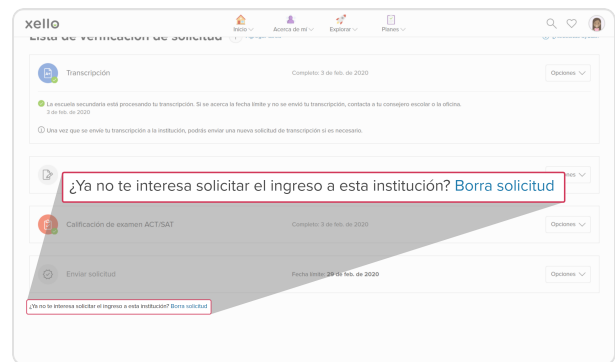 xello
Inicio
Acerca de mí
Explorar
Planes
Lista de verificación de solicitud
Transcripción
Completo: 3 de feb. de 2020
Opciones
La escuela secundaria está procesando tu transcripción. Si se acerca la fecha límite y no se envió tu transcripción, contacta a tu consejero escolar o la oficina.
3 de feb. de 2020
Una vez que se envíe tu transcripción a la institución, podrás enviar una nueva solicitud de transcripción si es necesario.
¿Ya no te interesa solicitar el ingreso a esta institución? Borra solicitud
Calificación de examen ACT/SAT
Completo: 3 de feb. de 2020
Opciones
Enviar solicitud
Fecha límite: 29 de feb. de 2020
Opciones
¿Ya no te interesa solicitar el ingreso a esta institución? Borra solicitud